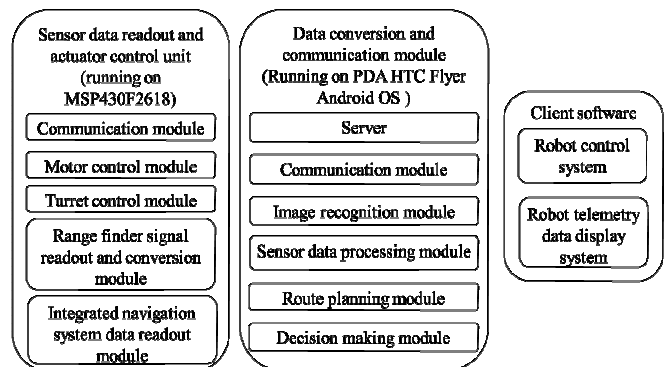 Sensor data readout and
actuator control unit
(running on
MSP430F2618)
Communication module
Motor control module
Turret control module
Range finder signal
readout and conversion
module
Integrated navigation
system data readout
module
Data conversion and
communication module
(Running on PDA HTC Flyer
Android OS )
Server
Communication module
Image recognition module
Sensor data processing module
Route planning module
Decision making module
Client software
Robot control
system
Robot telemetry
data display
system